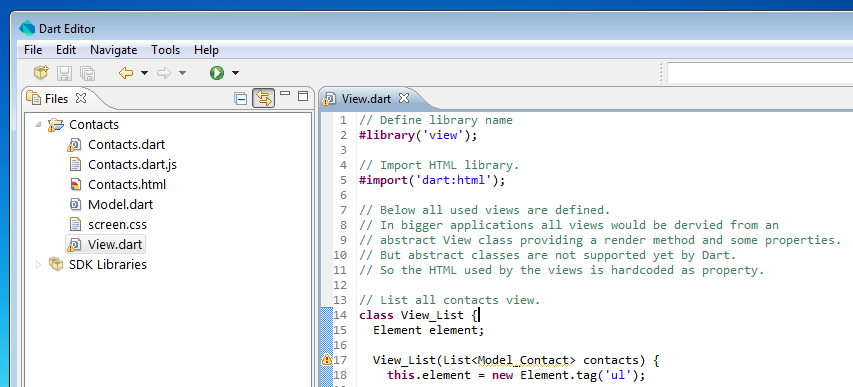 Dart Editor
File Edit Navigate Tools Help
Files
Contacts
Contacts.dart
Contacts.dart.js
Contacts.html
Model.dart
screen.css
View.dart
SDK Libraries
View.dart
1 // Define library name
2 #library('view');
3
4 // Import HTML library.
5 #import('dart:html');
6
7 // Below all used views are defined.
8 // In bigger applications all views would be dervied from an
9 // abstract View class providing a render method and some properties.
10 // But abstract classes are not supported yet by Dart.
11 // So the HTML used by the views is hardcoded as property.
12
13 // List all contacts view.
14 class View_List {
15 Element element;
16
17 View_List(List<Model_Contact> contacts) {
18 this.element = new Element.tag('ul');